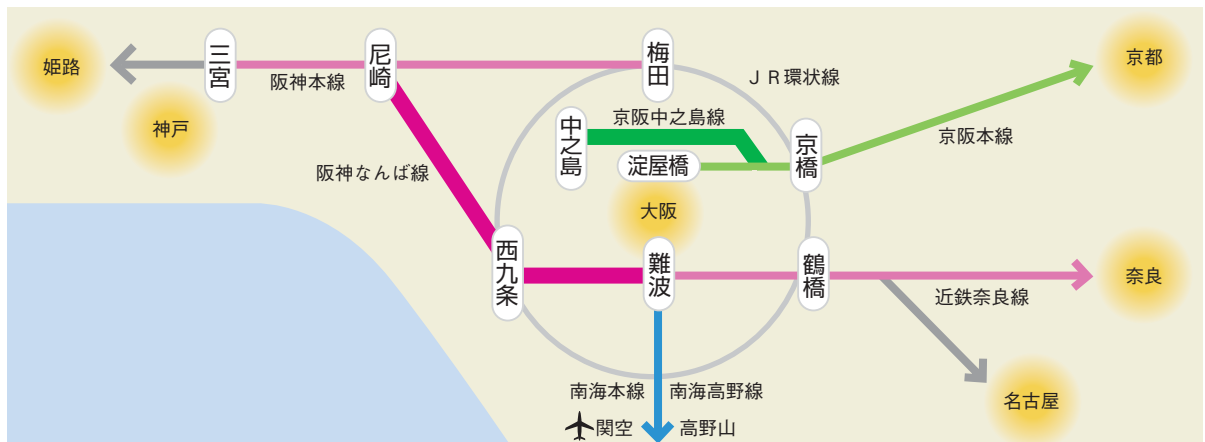 姫路
三宮
神戸
阪神本線
尼崎
阪神なんば線
梅田
ＪＲ環状線
京阪中之島線
中之島
淀屋橋
京橋
京阪本線
京都
大阪
西九条
難波
鶴橋
近鉄奈良線
奈良
名古屋
南海本線
南海高野線
関空
高野山